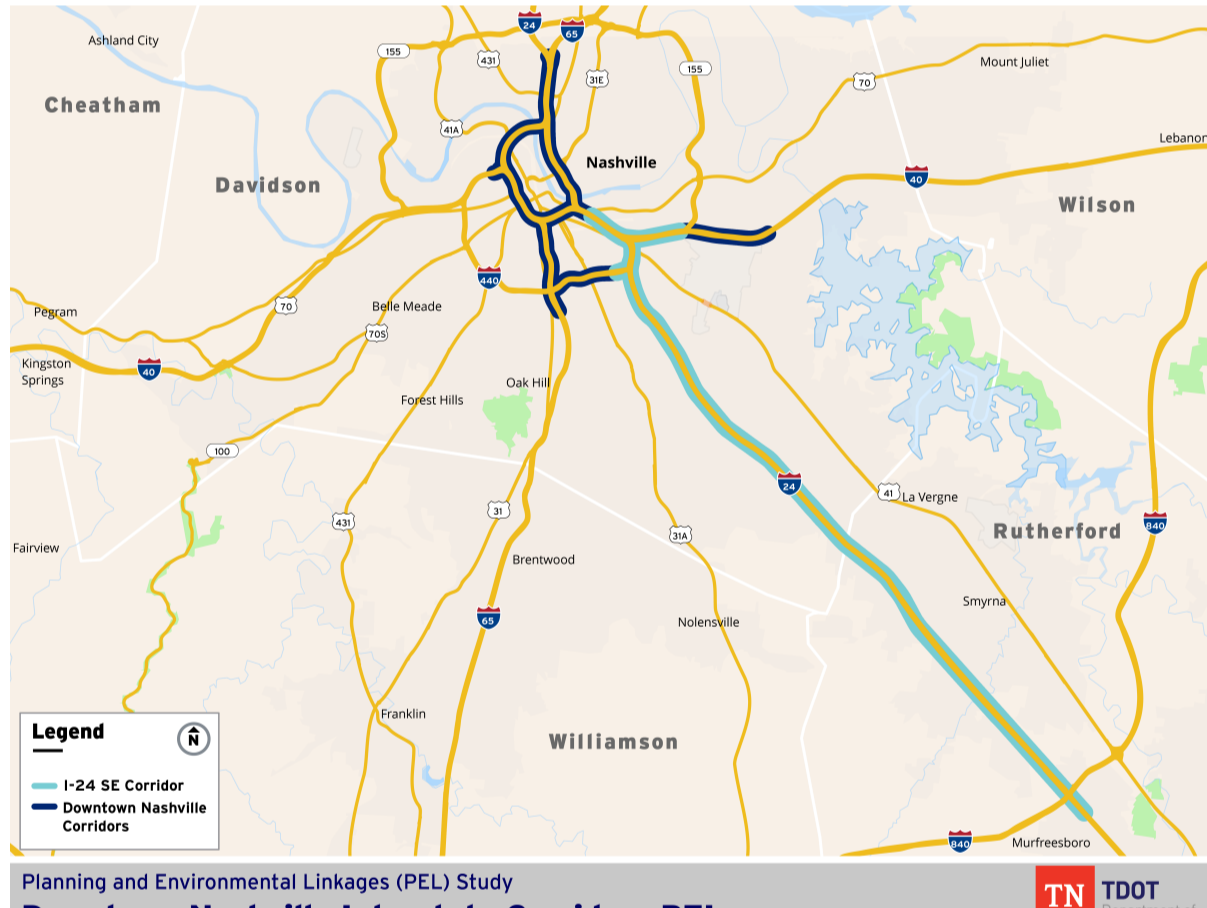 Ashland City
24
65
155
431
155
31E
Mount Juliet
70
Cheatham
41A
Lebanon
Nashville
Davidson
40
Wilson
440
70
Belle Meade
Pegram
70S
Kingston
Springs
40
Oak Hill
Forest Hills
100
24
41
La Vergne
431
31
840
Rutherford
31A
Fairview
Brentwood
Smyrna
65
Nolensville
Franklin
Legend
N
Williamson
I-24 SE Corridor
Downtown Nashville
Corridors
840
Murfreesboro
Planning and Environmental Linkages (PEL) Study
TN
TDOT